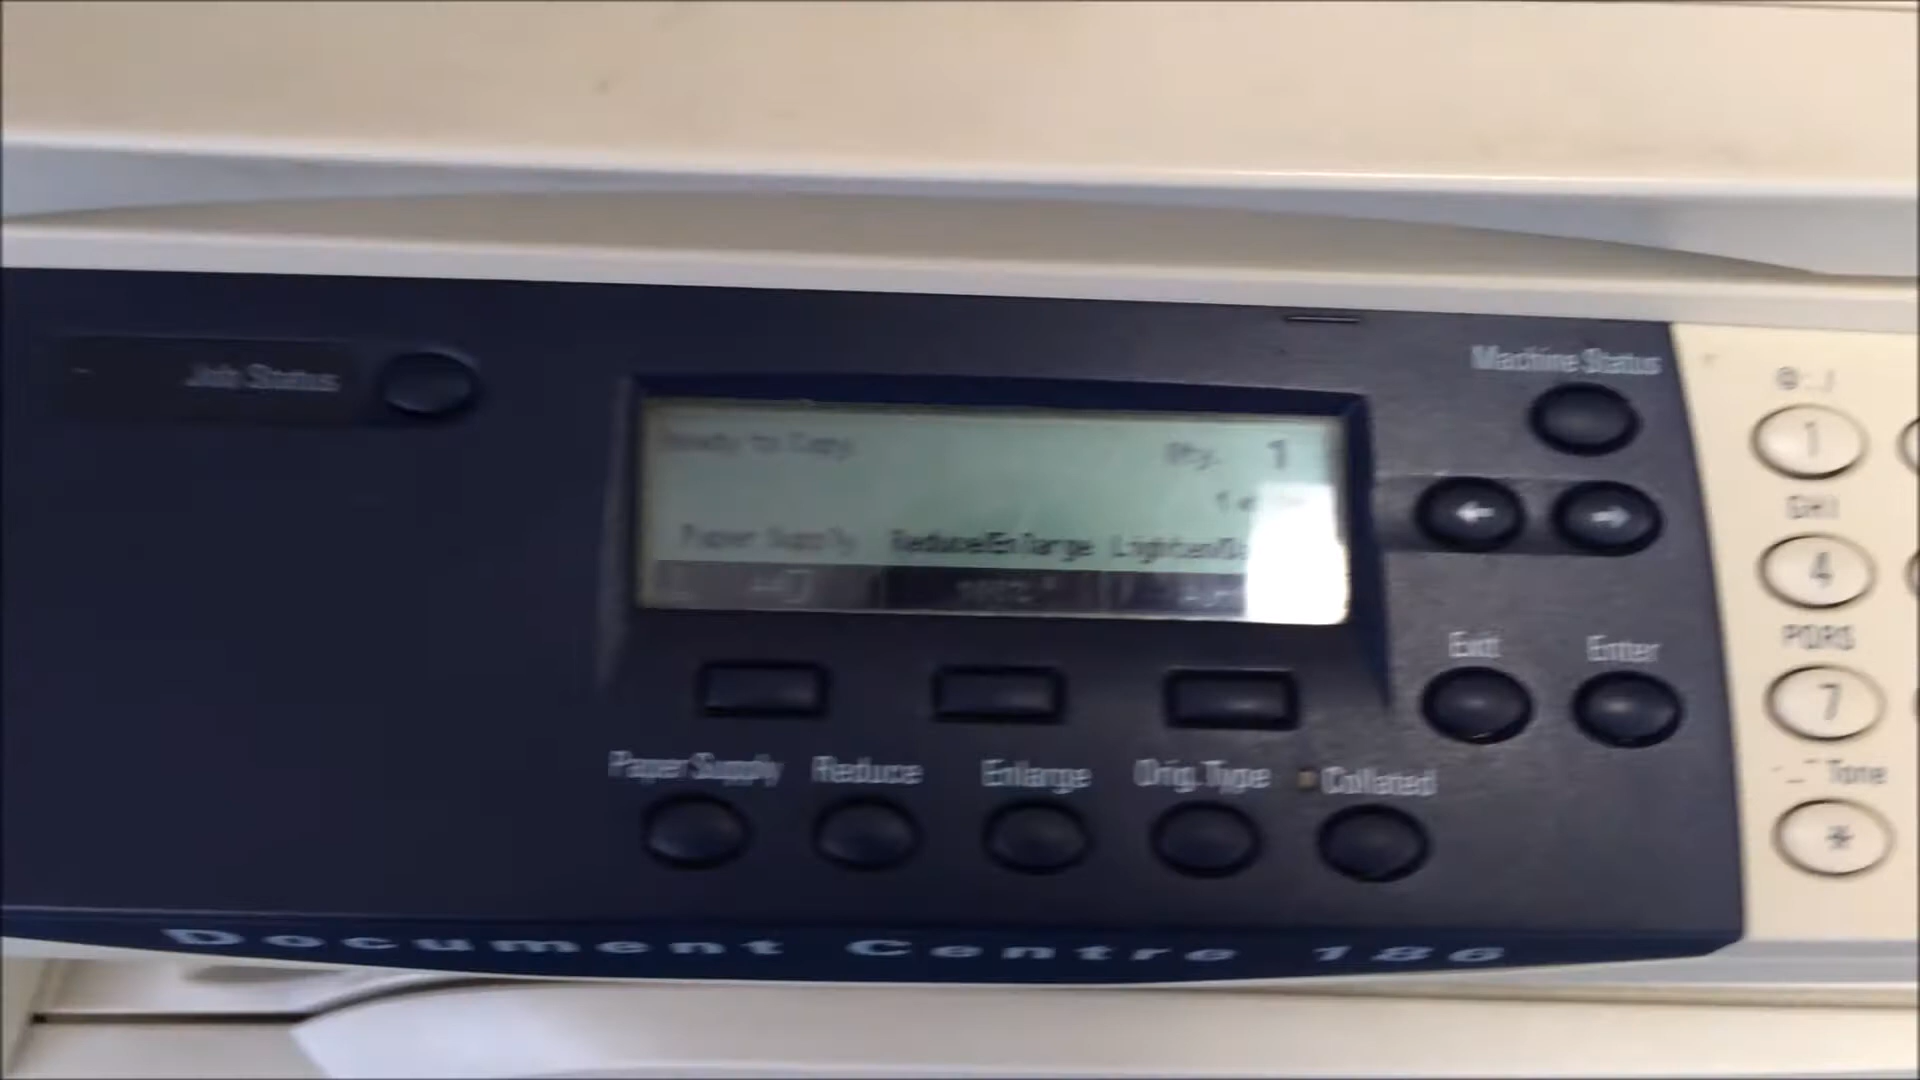 Job Status
Machine Status
Ready to Copy
Qty. 1
Paper Supply Reduce/Enlarge
100%
Exit
Enter
Paper Supply
Reduce
Enlarge
Orig. Type
Collated
Document Centre 186
1
GHI
4
PQRS
7
Tone
*